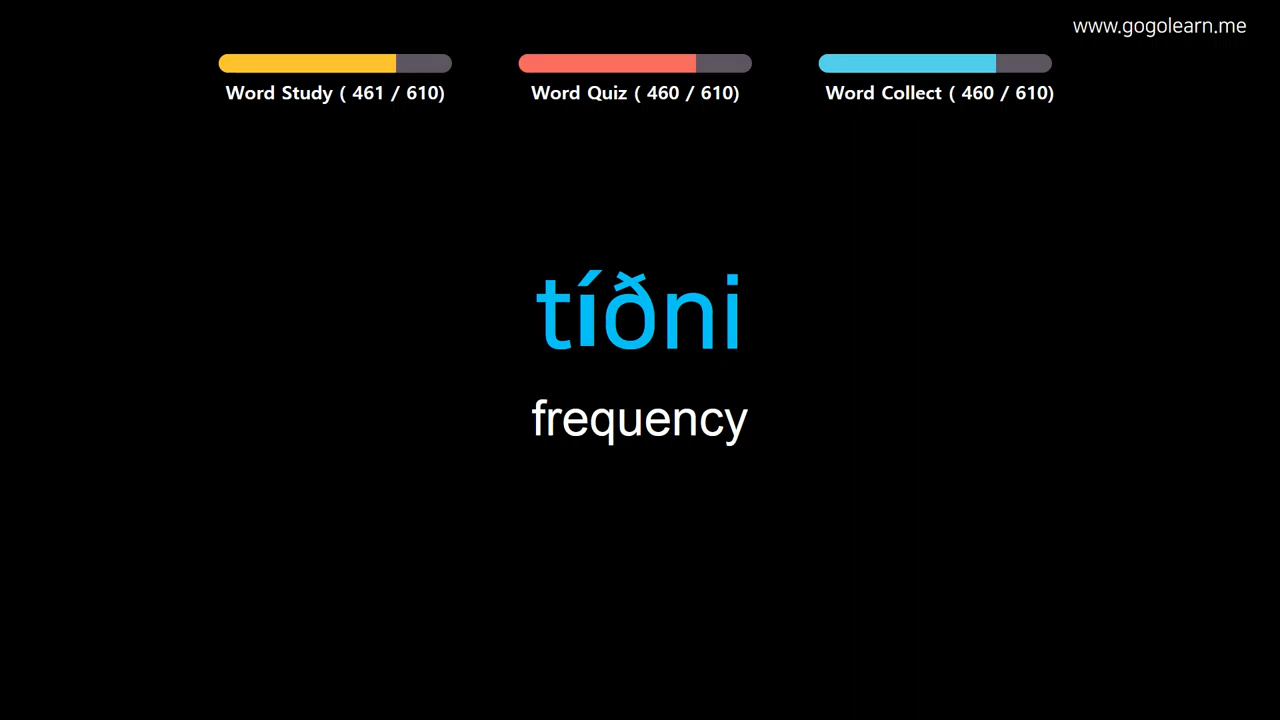 www.gogolearn.me
Word Study ( 461 / 610)
Word Quiz ( 460 / 610)
Word Collect ( 460 / 610)
tíðni
frequency